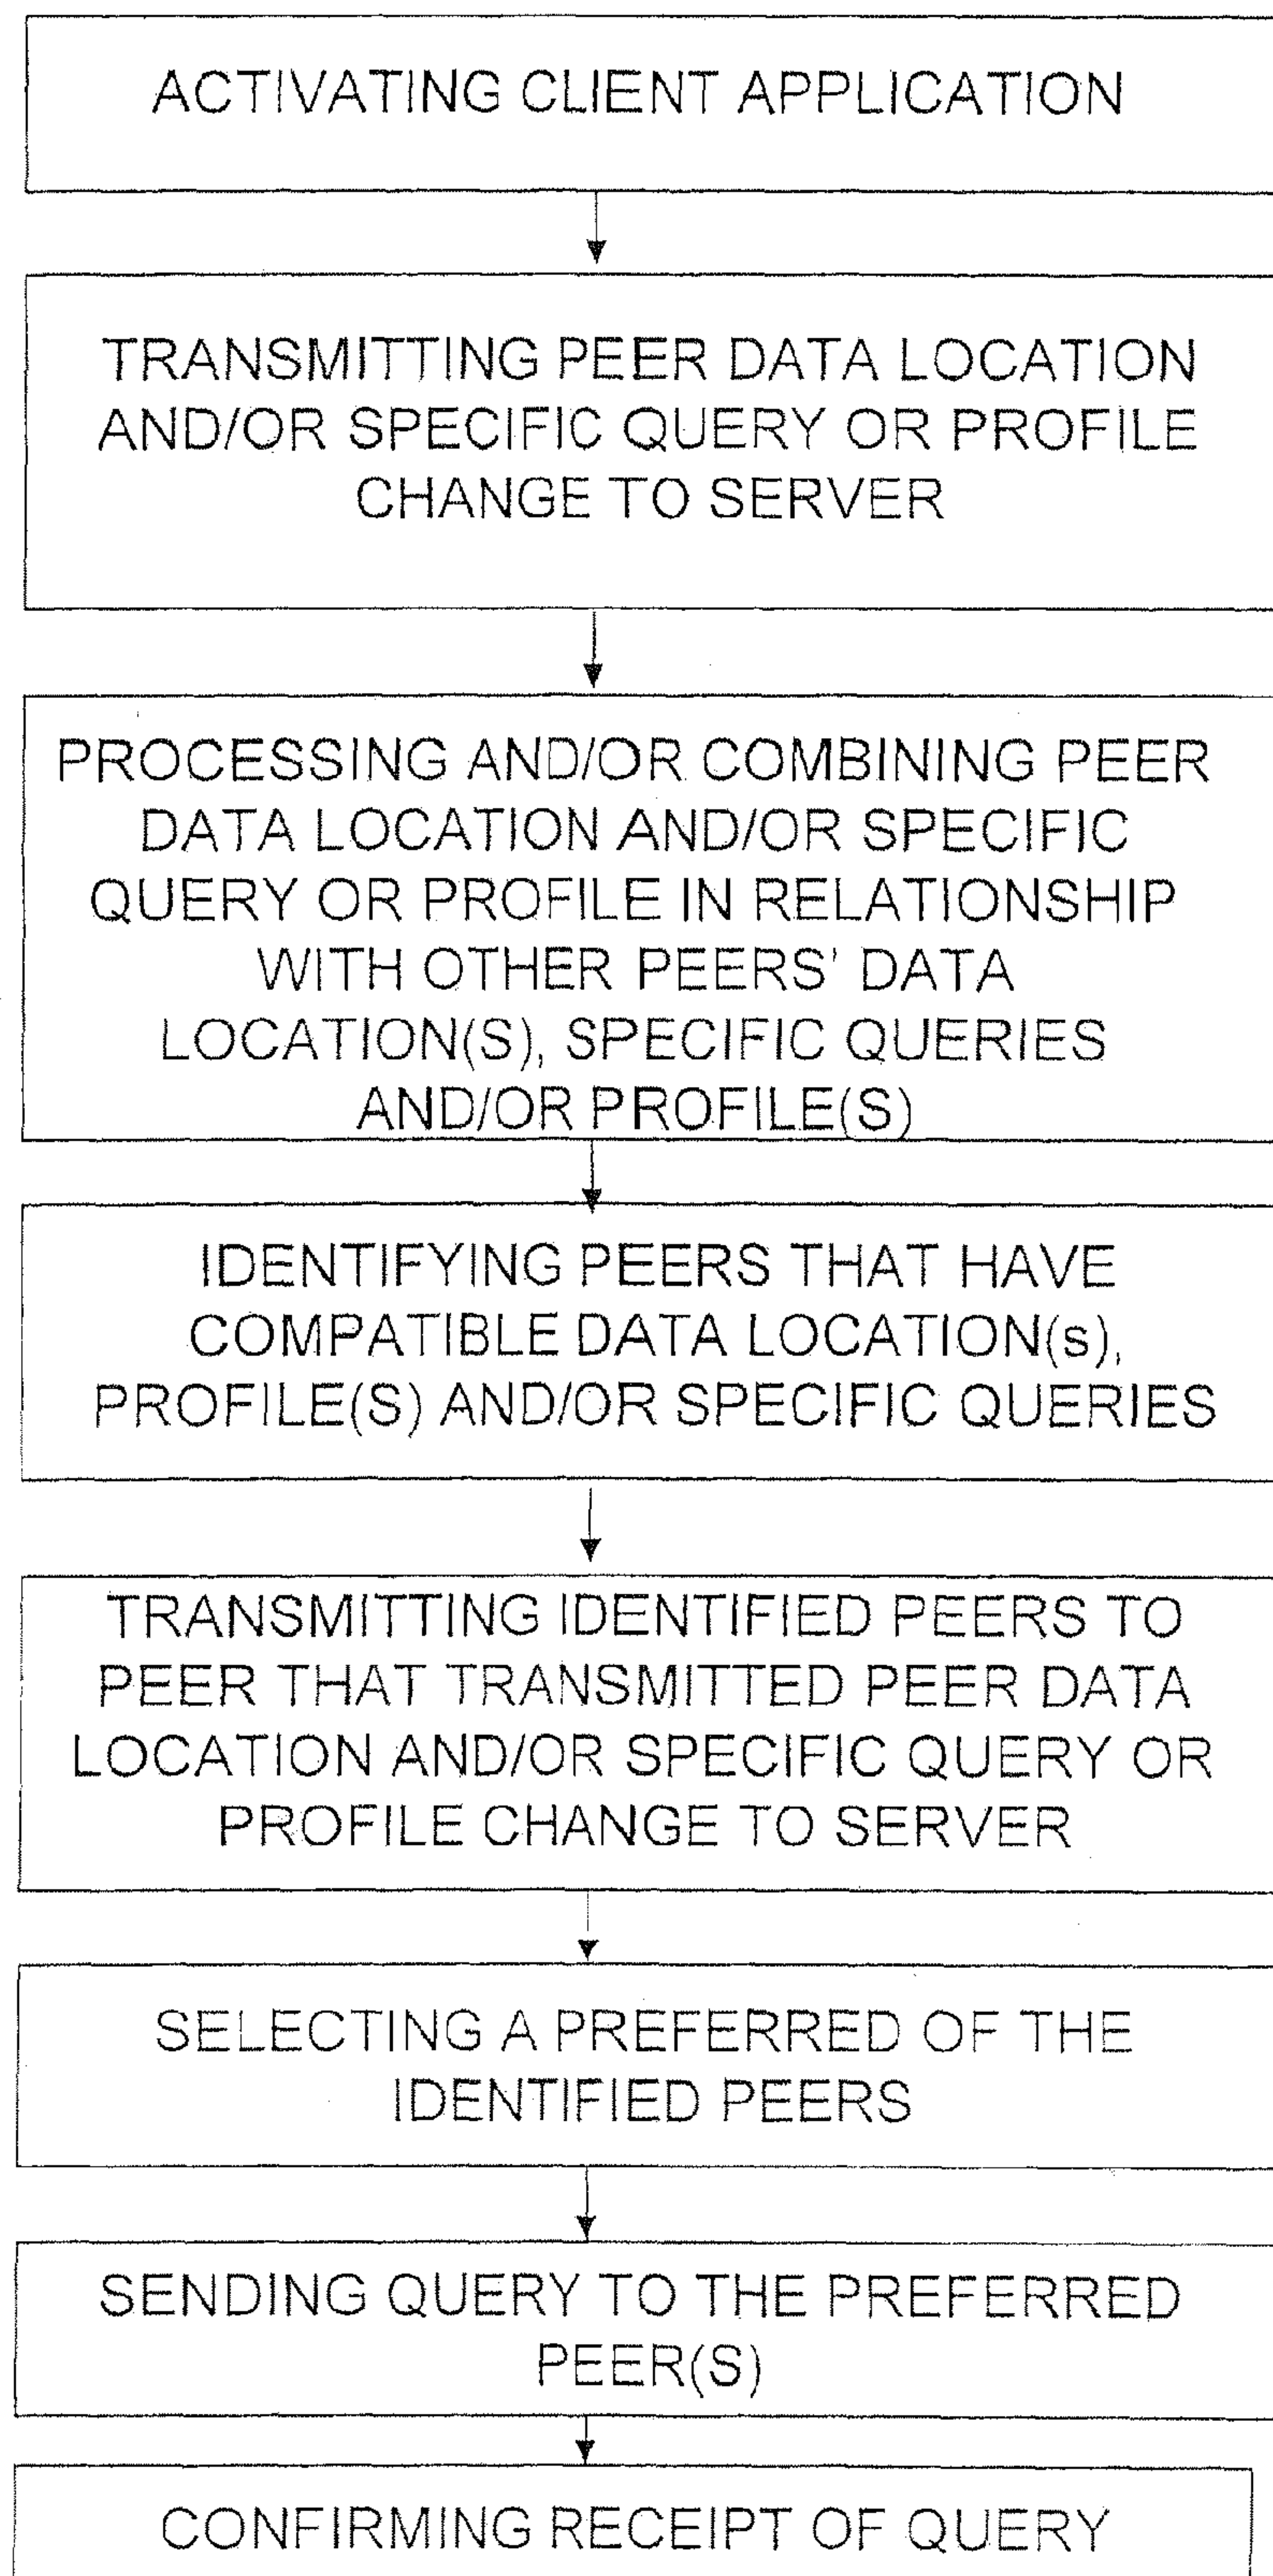 ACTIVATING CLIENT APPLICATION
TRANSMITTING PEER DATA LOCATION
AND/OR SPECIFIC QUERY OR PROFILE
CHANGE TO SERVER
PROCESSING AND/OR COMBINING PEER
DATA LOCATION AND/OR SPECIFIC
QUERY OR PROFILE IN RELATIONSHIP
WITH OTHER PEERS' DATA
LOCATION(S), SPECIFIC QUERIES
AND/OR PROFILE(S)
IDENTIFYING PEERS THAT HAVE
COMPATIBLE DATA LOCATION(s),
PROFILE(S) AND/OR SPECIFIC QUERIES
TRANSMITTING IDENTIFIED PEERS TO
PEER THAT TRANSMITTED PEER DATA
LOCATION AND/OR SPECIFIC QUERY OR
PROFILE CHANGE TO SERVER
SELECTING A PREFERRED OF THE
IDENTIFIED PEERS
SENDING QUERY TO THE PREFERRED
PEER(S)
CONFIRMING RECEIPT OF QUERY